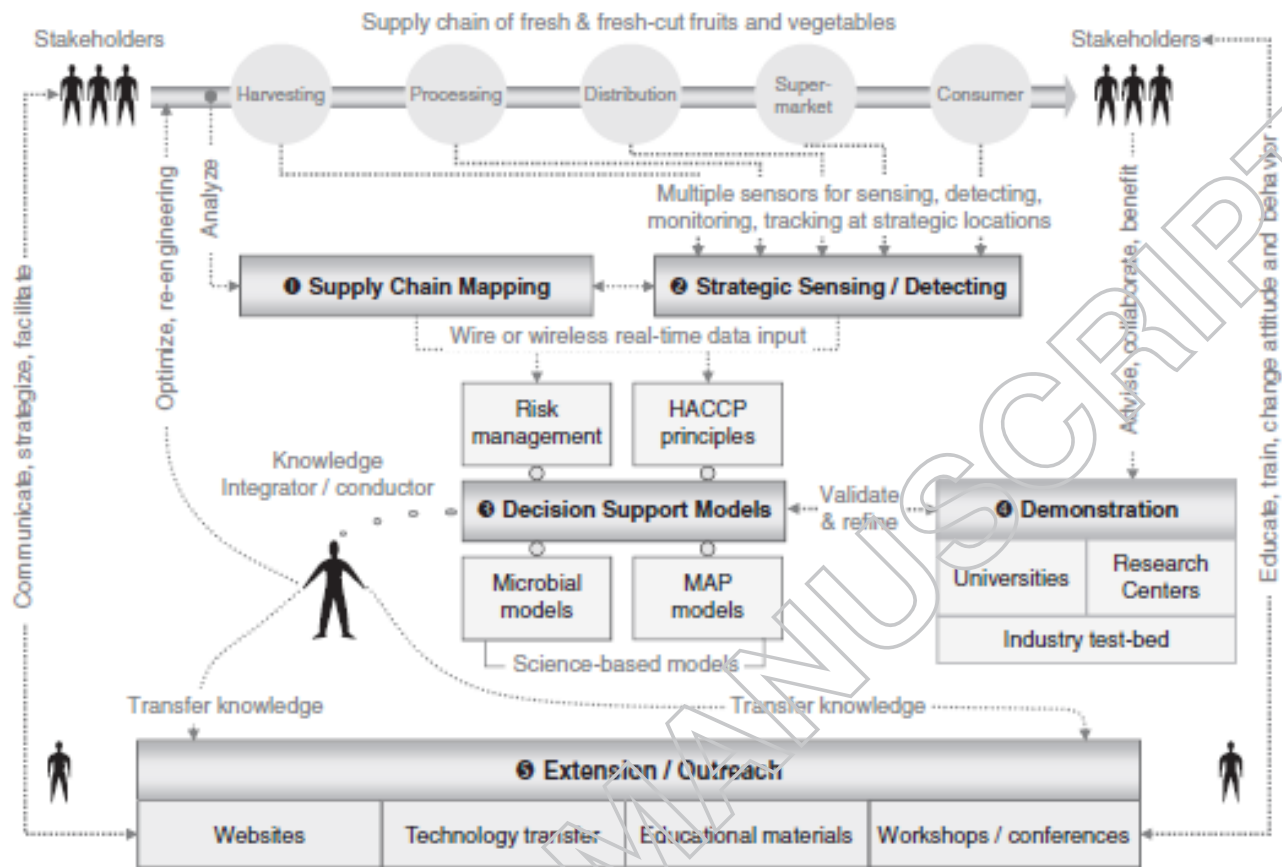 Supply chain of fresh & fresh-cut fruits and vegetables
Stakeholders
Stakeholders
Harvesting
Processing
Distribution
Super-
market
Consumer
Multiple sensors for sensing, detecting,
monitoring, tracking at strategic locations
Analyze
Optimize, re-engineering
Communicate, strategize, facilitate
Advise, collaborate, benefit
Educate, train, change attitude and behavior
❶ Supply Chain Mapping
❷ Strategic Sensing / Detecting
Wire or wireless real-time data input
Risk
management
HACCP
principles
Knowledge
Integrator / conductor
❸ Decision Support Models
Validate
& refine
❹ Demonstration
Microbial
models
MAP
models
Universities
Research
Centers
Industry test-bed
Science-based models
Transfer knowledge
Transfer knowledge
❺ Extension / Outreach
Websites
Technology transfer
Educational materials
Workshops / conferences
MANUSCRIPT